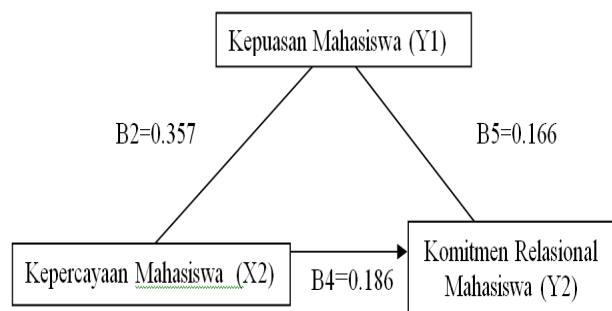 Kepuasan Mahasiswa (Y1)
B2=0.357
B5=0.166
Kepercayaan Mahasiswa (X2)
B4=0.186
Komitmen Relasional
Mahasiswa (Y2)